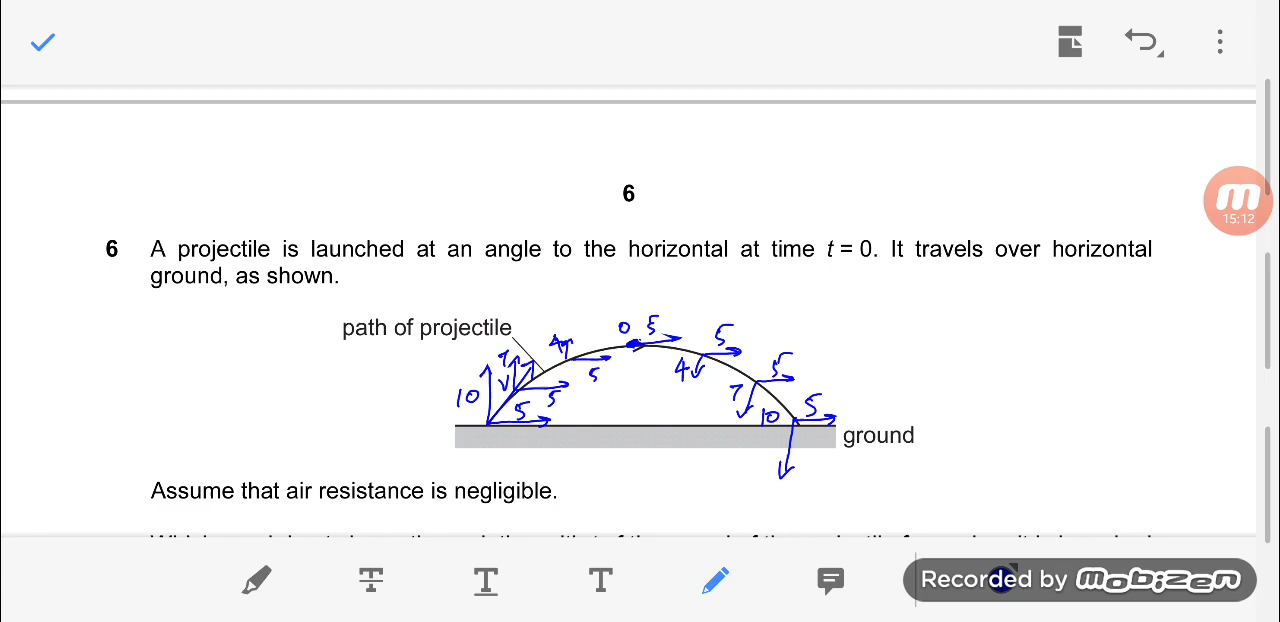 6
15:12
6 A projectile is launched at an angle to the horizontal at time t = 0. It travels over horizontal
ground, as shown.
path of projectile
10
5
7
5
4
5
0 5
4
5
7
5
10
5
ground
Assume that air resistance is negligible.
T T T
Recorded by mobizen